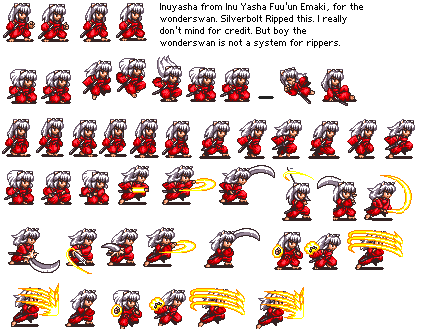 Inuyasha from Inu Yasha Fuu'un Emaki, for the
wonderswan. Silverbolt Ripped this. I really
don't mind for credit. But boy the
wonderswan is not a system for rippers.